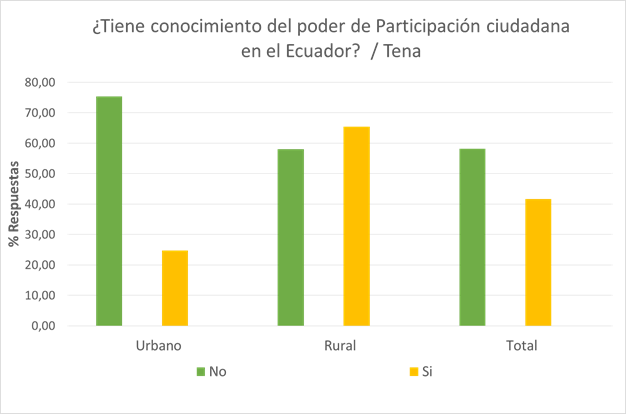 ¿Tiene conocimiento del poder de Participación ciudadana
en el Ecuador?  / Tena
80,00
70,00
60,00
50,00
40,00
30,00
20,00
10,00
0,00
% Respuestas
Urbano Rural Total
No Si